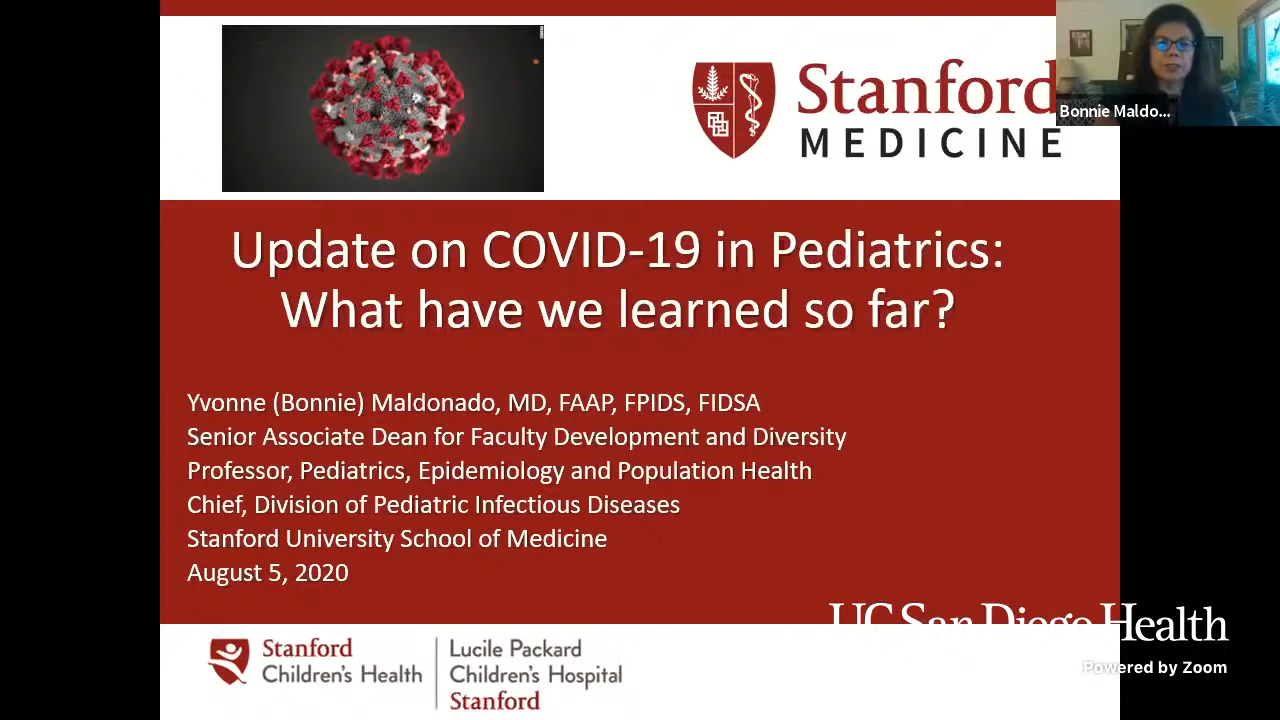 Stanford
MEDICINE
Bonnie Maldo...
Update on COVID-19 in Pediatrics:
What have we learned so far?
Yvonne (Bonnie) Maldonado, MD, FAAP, FPIDS, FIDSA
Senior Associate Dean for Faculty Development and Diversity
Professor, Pediatrics, Epidemiology and Population Health
Chief, Division of Pediatric Infectious Diseases
Stanford University School of Medicine
August 5, 2020
UC San Diego Health
Powered by Zoom
Stanford
Children's Health
Lucile Packard
Children's Hospital
Stanford